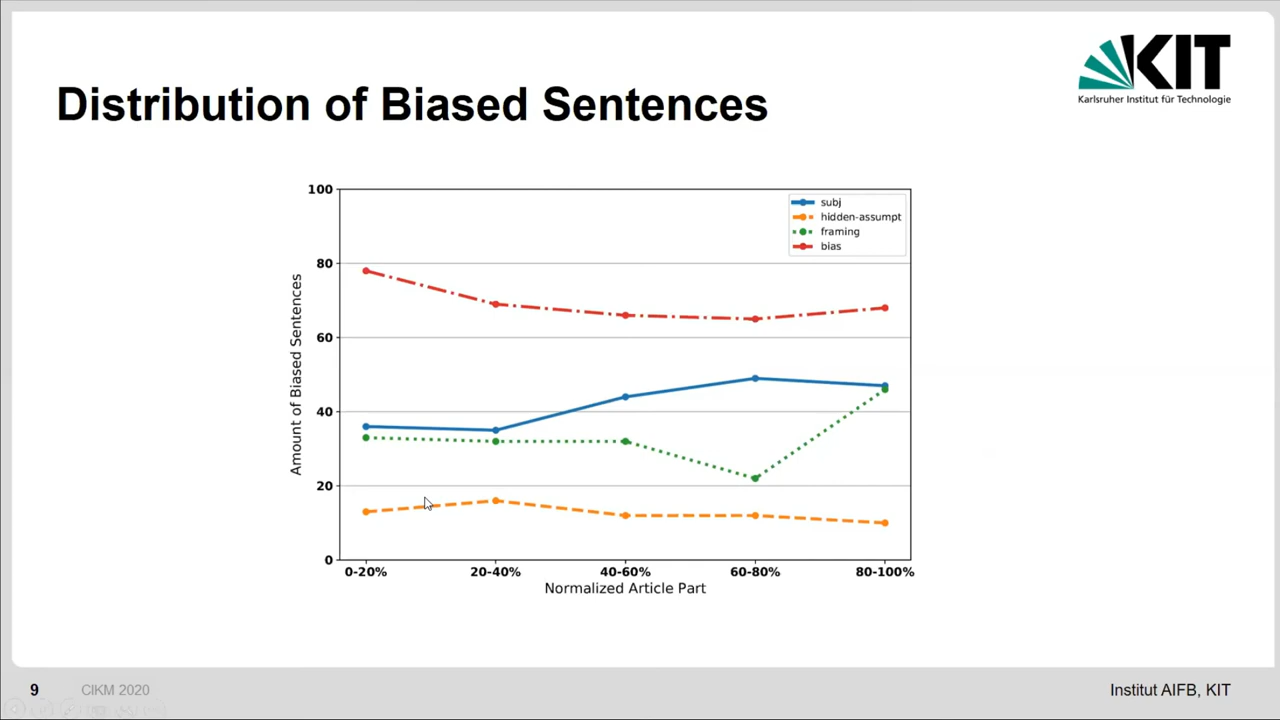 KIT
Karlsruher Institut für Technologie
Distribution of Biased Sentences
100
80
60
40
20
0
Amount of Biased Sentences
subj
hidden-assumpt
framing
bias
0-20%
20-40%
40-60%
60-80%
80-100%
Normalized Article Part
9
CIKM 2020
Institut AIFB, KIT